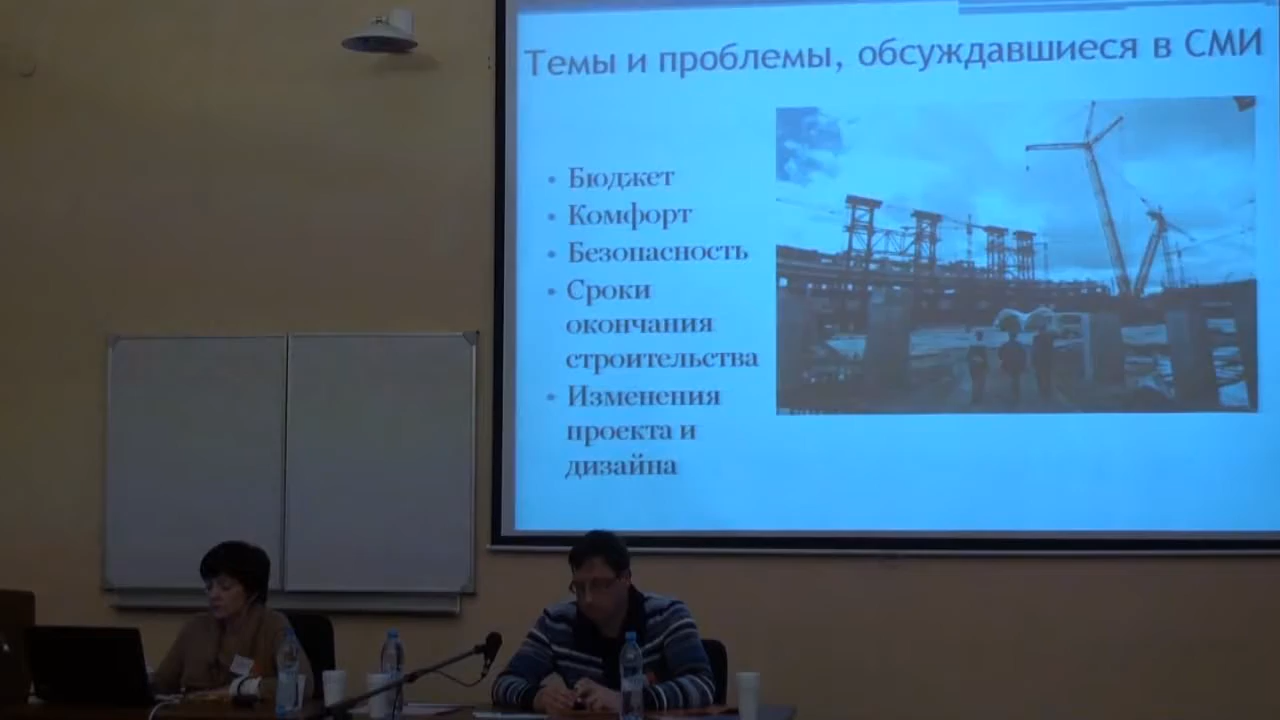 Темы и проблемы, обсуждавшиеся в СМИ
• Бюджет
• Комфорт
• Безопасность
• Сроки
окончания
строительства
• Изменения
проекта и
дизайна